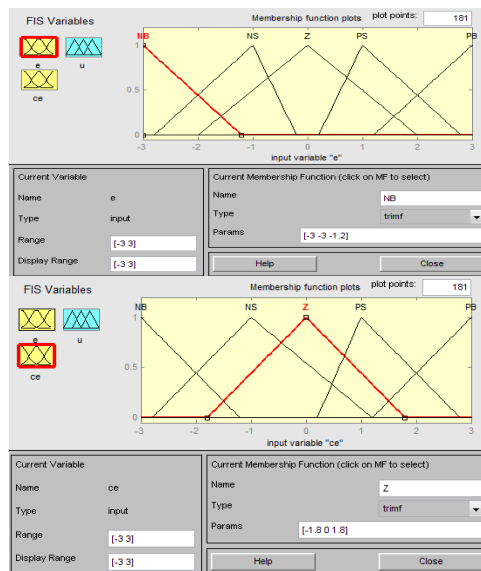 FIS Variables
Membership function plots plot points: 181
NB NS Z PS PB
e u
ce
1
0.5
0
-3 -2 -1 0 1 2 3
input variable "e"
Current Variable
Name e
Type input
Range [-3 3]
Display Range [-3 3]
Current Membership Function (click on MF to select)
Name NB
Type trimf
Params [-3 -3 -1.2]
Help Close
FIS Variables
Membership function plots plot points: 181
NB NS Z PS PB
e u
ce
1
0.5
0
-3 -2 -1 0 1 2 3
input variable "ce"
Current Variable
Name ce
Type input
Range [-3 3]
Display Range [-3 3]
Current Membership Function (click on MF to select)
Name Z
Type trimf
Params [-1.8 0 1.8]
Help Close